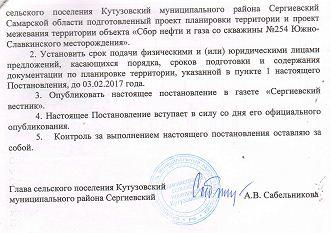 сельского поселения Кутузовский муниципального района Сергиевский
Самарской области подготовленный проект планировки территории и проект
межевания территории объекта «Сбор нефти и газа со скважины №254 Южно-
Славкинского месторождения».
2. Установить срок подачи физическими и (или) юридическими лицами
предложений, касающихся порядка, сроков подготовки и содержания
документации по планировке территории, указанной в пункте 1 настоящего
Постановления, до 03.02.2017 года.
3. Опубликовать настоящее постановление в газете «Сергиевский
вестник».
4. Настоящее Постановление вступает в силу со дня его официального
опубликования.
5. Контроль за выполнением настоящего постановления оставляю за
собой.
Глава сельского поселения Кутузовский
муниципального района Сергиевский
А.В. Сабельникова